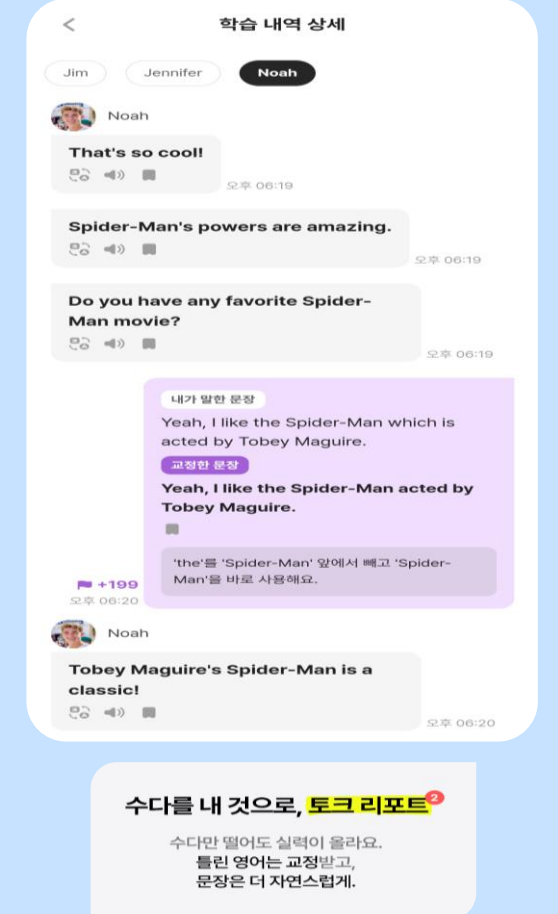 학습 내역 상세
Jim
Jennifer
Noah
Noah
That's so cool!
오후 06:19
Spider-Man's powers are amazing.
오후 06:19
Do you have any favorite Spider-
Man movie?
오후 06:19
내가 말한 문장
Yeah, I like the Spider-Man which is
acted by Tobey Maguire.
교정한 문장
Yeah, I like the Spider-Man acted by
Tobey Maguire.
'the'를 'Spider-Man' 앞에서 빼고 'Spider-
Man'을 바로 사용해요.
+199
오후 06:20
Noah
Tobey Maguire's Spider-Man is a
classic!
오후 06:20
수다를 내 것으로, 토크 리포트 2
수다만 떨어도 실력이 올라요.
틀린 영어는 교정받고,
문장은 더 자연스럽게.